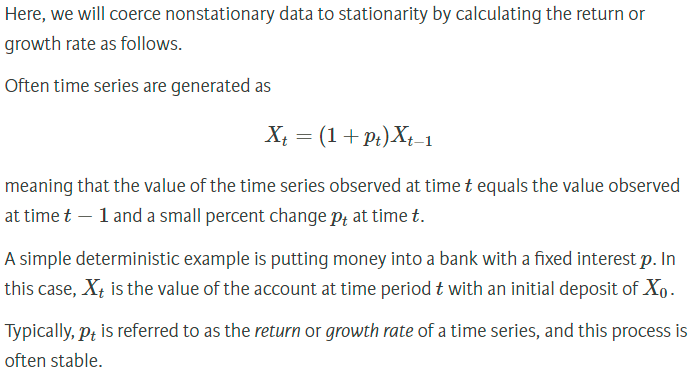 Here, we will coerce nonstationary data to stationarity by calculating the return or
growth rate as follows.
Often time series are generated as
X_t = (1 + p_t)X_{t−1}
meaning that the value of the time series observed at time t equals the value observed
at time t − 1 and a small percent change p_t at time t.
A simple deterministic example is putting money into a bank with a fixed interest p. In
this case, X_t is the value of the account at time period t with an initial deposit of X_0.
Typically, p_t is referred to as the return or growth rate of a time series, and this process is
often stable.